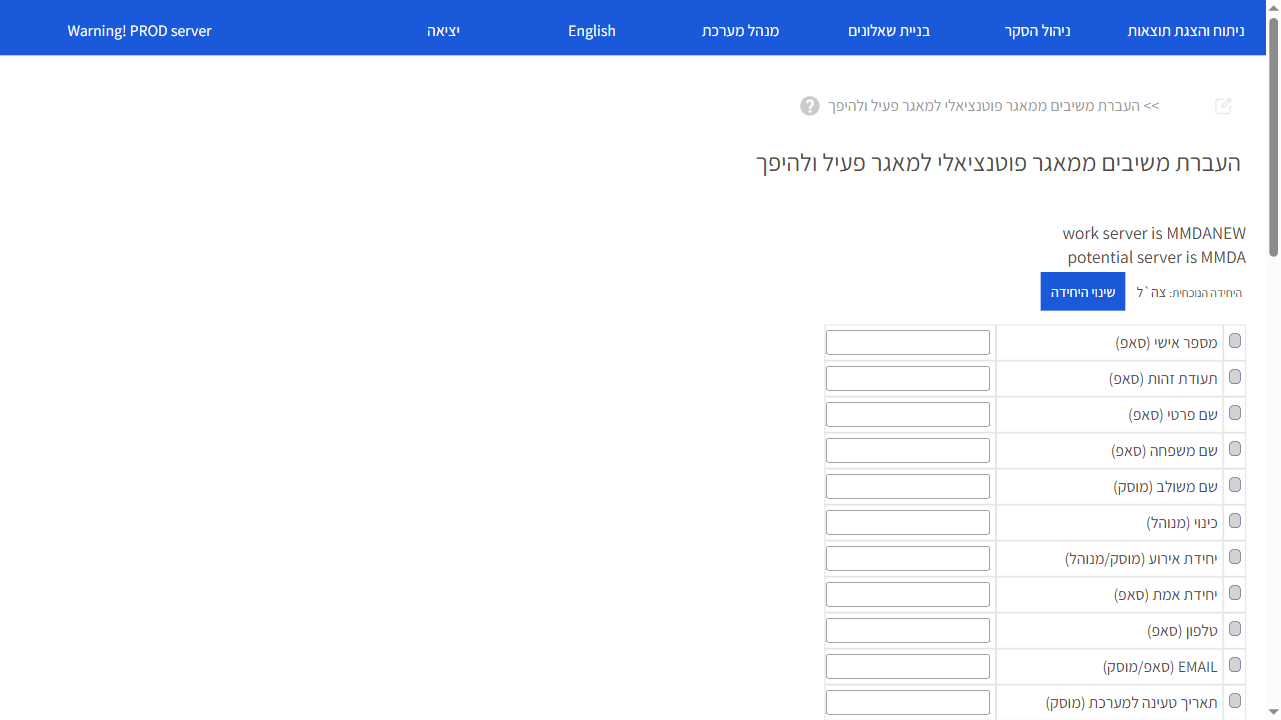 ניתוח והצגת תוצאות
ניהול הסקר
בניית שאלונים
מנהל מערכת
English
יציאה
Warning! PROD server
>> העברת משיבים ממאגר פוטנציאלי למאגר פעיל ולהיפך ?
העברת משיבים ממאגר פוטנציאלי למאגר פעיל ולהיפך
work server is MMDANEW
potential server is MMDA
היחידה הנוכחית: צה`ל שינוי היחידה
מספר אישי (סאפ)
תעודת זהות (סאפ)
שם פרטי (סאפ)
שם משפחה (סאפ)
שם משולב (מוסק)
כינוי (מנוהל)
יחידת אירוע (מוסק/מנוהל)
יחידת אמת (סאפ)
טלפון (סאפ)
EMAIL (סאפ/מוסק)
תאריך טעינה למערכת (מוסק)